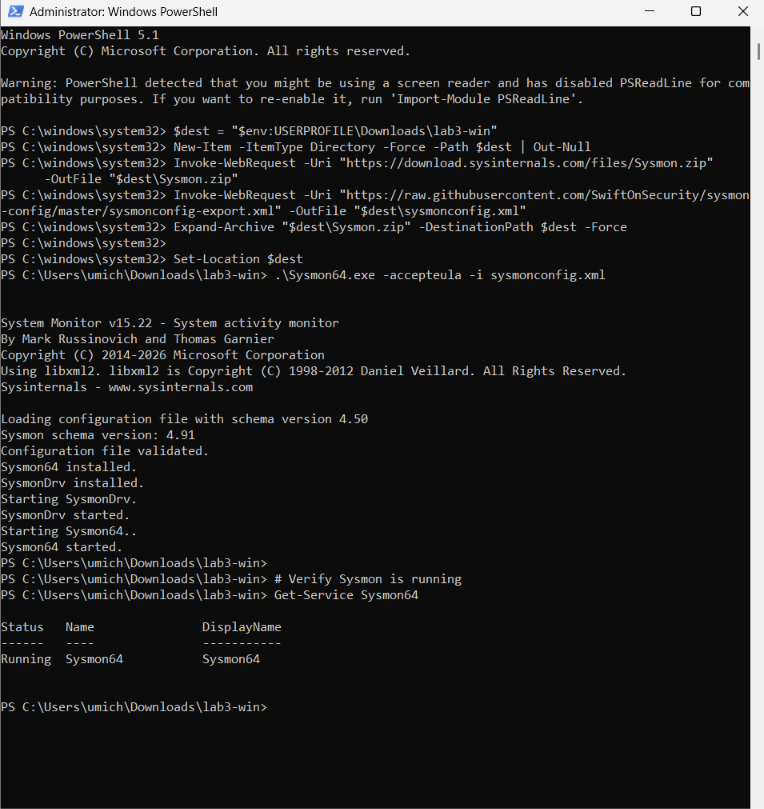 Administrator: Windows PowerShell
Windows PowerShell 5.1
Copyright (C) Microsoft Corporation. All rights reserved.
Warning: PowerShell detected that you might be using a screen reader and has disabled PSReadLine for com
patibility purposes. If you want to re-enable it, run 'Import-Module PSReadLine'.
PS C:\windows\system32> $dest = "$env:USERPROFILE\Downloads\lab3-win"
PS C:\windows\system32> New-Item -ItemType Directory -Force -Path $dest | Out-Null
PS C:\windows\system32> Invoke-WebRequest -Uri "https://download.sysinternals.com/files/Sysmon.zip"
-OutFile "$dest\Sysmon.zip"
PS C:\windows\system32> Invoke-WebRequest -Uri "https://raw.githubusercontent.com/SwiftOnSecurity/sysmon
-config/master/sysmonconfig-export.xml" -OutFile "$dest\sysmonconfig.xml"
PS C:\windows\system32> Expand-Archive "$dest\Sysmon.zip" -DestinationPath $dest -Force
PS C:\windows\system32>
PS C:\windows\system32> Set-Location $dest
PS C:\Users\umich\Downloads\lab3-win> .\Sysmon64.exe -accepteula -i sysmonconfig.xml
System Monitor v15.22 - System activity monitor
By Mark Russinovich and Thomas Garnier
Copyright (C) 2014-2026 Microsoft Corporation
Using libxml2. libxml2 is Copyright (C) 1998-2012 Daniel Veillard. All Rights Reserved.
Sysinternals - www.sysinternals.com
Loading configuration file with schema version 4.50
Sysmon schema version: 4.91
Configuration file validated.
Sysmon64 installed.
SysmonDrv installed.
Starting SysmonDrv.
SysmonDrv started.
Starting Sysmon64..
Sysmon64 started.
PS C:\Users\umich\Downloads\lab3-win>
PS C:\Users\umich\Downloads\lab3-win> # Verify Sysmon is running
PS C:\Users\umich\Downloads\lab3-win> Get-Service Sysmon64
Status   Name               DisplayName
------   ----               -----------
Running  Sysmon64           Sysmon64
PS C:\Users\umich\Downloads\lab3-win>